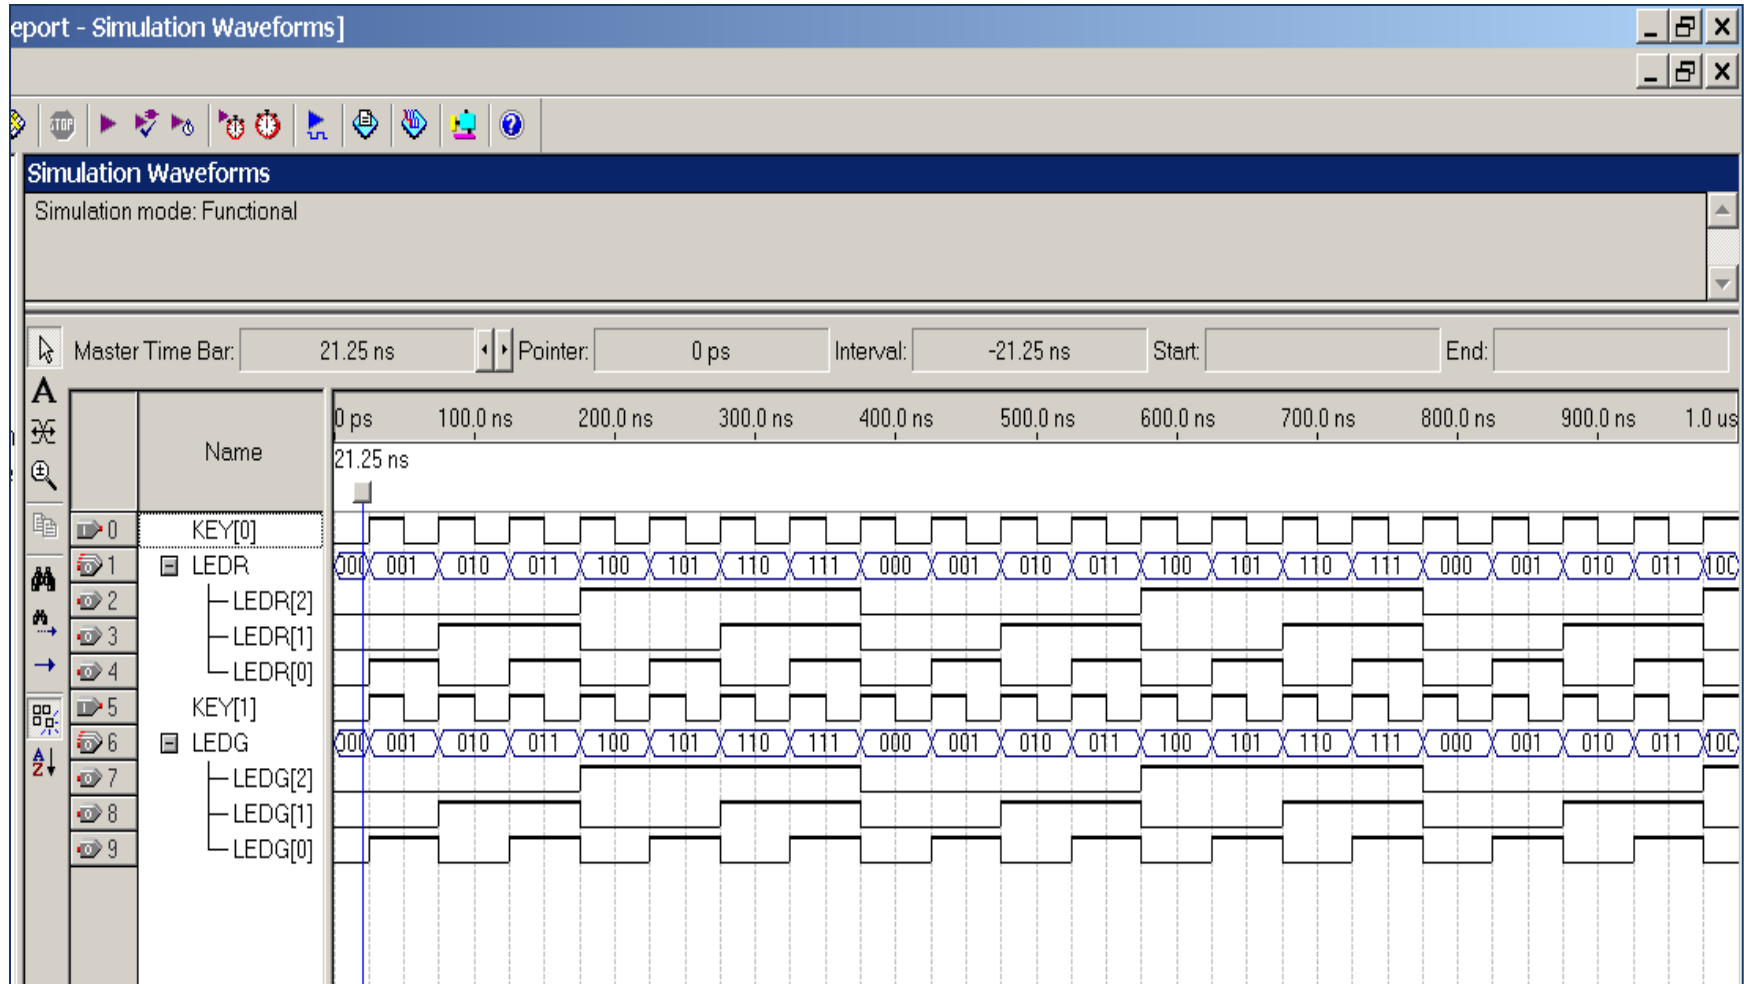 eport - Simulation Waveforms]
STOP
Simulation Waveforms
Simulation mode: Functional
Master Time Bar: 21.25 ns Pointer: 0 ps Interval: -21.25 ns Start: End:
A
Name 0 ps 100.0 ns 200.0 ns 300.0 ns 400.0 ns 500.0 ns 600.0 ns 700.0 ns 800.0 ns 900.0 ns 1.0 us
21.25 ns
0 KEY[0]
1 LEDR 000 001 010 011 100 101 110 111 000 001 010 011 100 101 110 111 000 001 010 011 100
2 LEDR[2]
3 LEDR[1]
4 LEDR[0]
5 KEY[1]
6 LEDG 000 001 010 011 100 101 110 111 000 001 010 011 100 101 110 111 000 001 010 011 100
7 LEDG[2]
8 LEDG[1]
9 LEDG[0]
A
Z